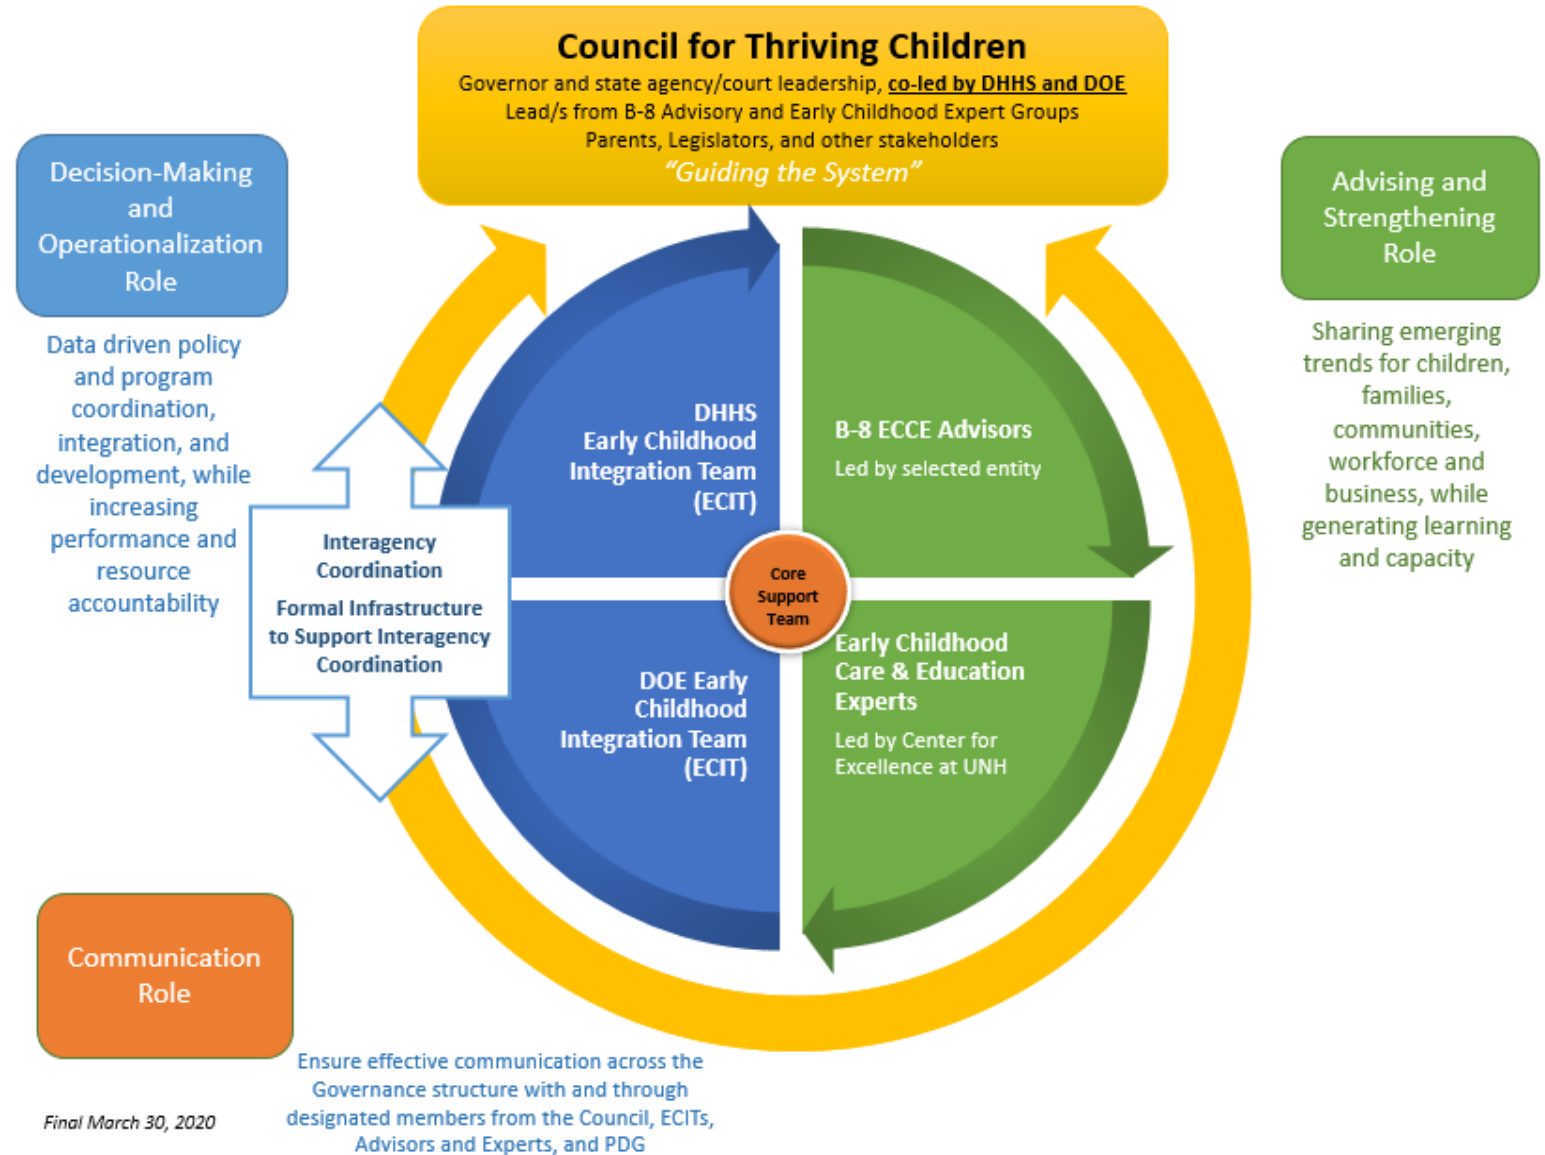 Council for Thriving Children
Governor and state agency/court leadership, co-led by DHHS and DOE
Lead/s from B-8 Advisory and Early Childhood Expert Groups
Parents, Legislators, and other stakeholders
“Guiding the System”
Decision-Making
and
Operationalization
Role
Data driven policy
and program
coordination,
integration, and
development, while
increasing
performance and
resource
accountability
Advising and
Strengthening
Role
Sharing emerging
trends for children,
families,
communities,
workforce and
business, while
generating learning
and capacity
DHHS
Early Childhood
Integration Team
(ECIT)
B-8 ECCE Advisors
Led by selected entity
Interagency
Coordination
Formal Infrastructure
to Support Interagency
Coordination
Core
Support
Team
DOE Early
Childhood
Integration Team
(ECIT)
Early Childhood
Care & Education
Experts
Led by Center for
Excellence at UNH
Communication
Role
Ensure effective communication across the
Governance structure with and through
designated members from the Council, ECITs,
Advisors and Experts, and PDG
Final March 30, 2020